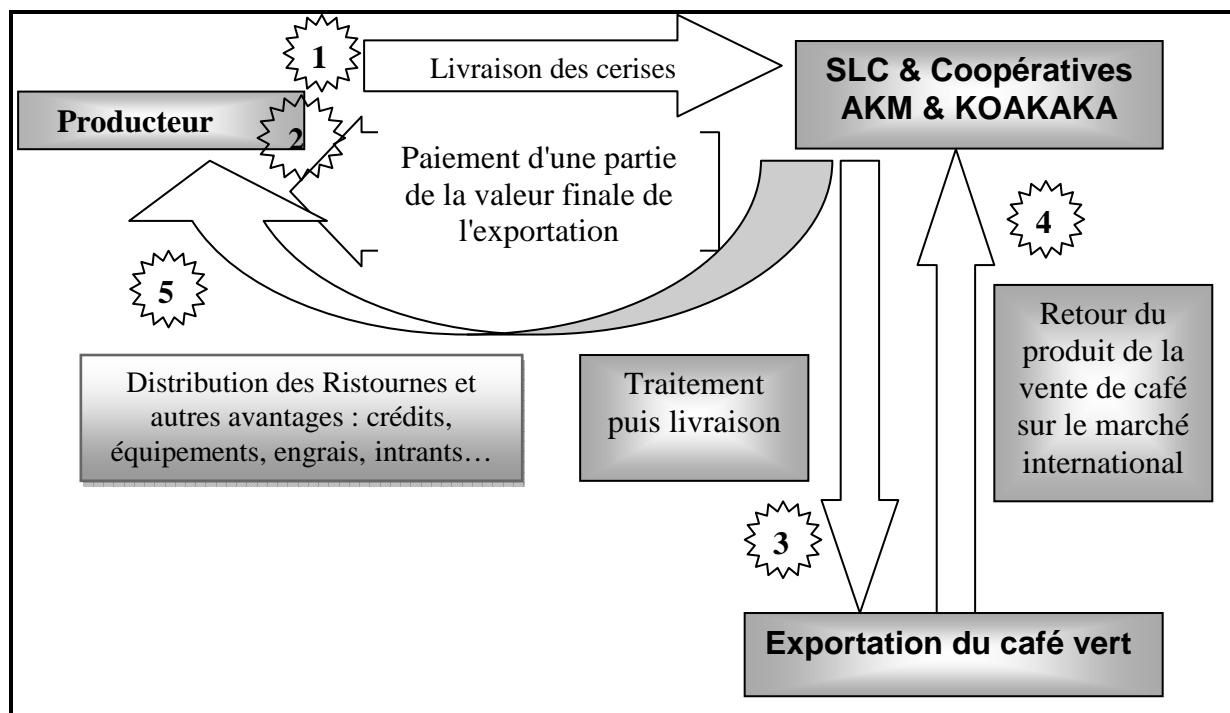 1
Livraison des cerises
SLC & Coopératives
AKM & KOAKAKA
Producteur
2
Paiement d'une partie
de la valeur finale de
l'exportation
4
5
Retour du
produit de la
vente de café
sur le marché
international
Distribution des Ristournes et
autres avantages : crédits,
équipements, engrais, intrants…
Traitement
puis livraison
3
Exportation du café vert